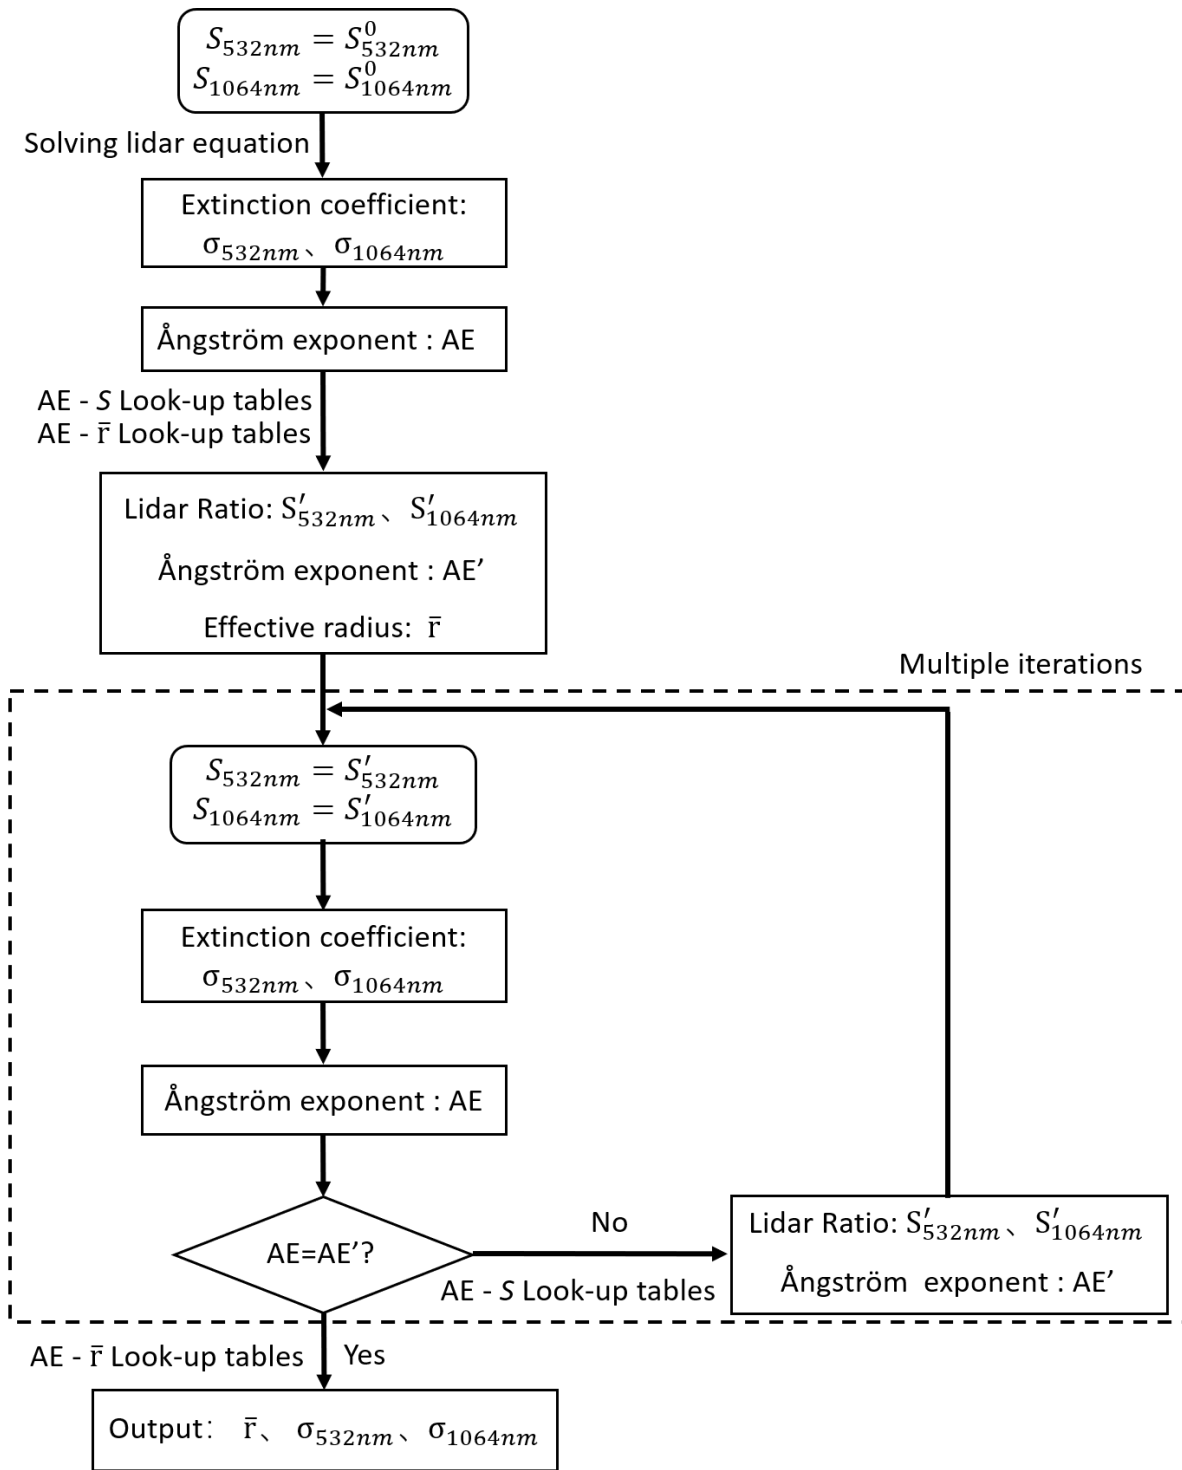 S₅₃₂ₙₘ = S⁰₅₃₂ₙₘ
S₁₀₆₄ₙₘ = S⁰₁₀₆₄ₙₘ
Solving lidar equation
Extinction coefficient:
σ₅₃₂ₙₘ、 σ₁₀₆₄ₙₘ
Ångström exponent : AE
AE - S Look-up tables
AE - r̄ Look-up tables
Lidar Ratio: S′₅₃₂ₙₘ、 S′₁₀₆₄ₙₘ
Ångström exponent : AE’
Effective radius: r̄
Multiple iterations
S₅₃₂ₙₘ = S′₅₃₂ₙₘ
S₁₀₆₄ₙₘ = S′₁₀₆₄ₙₘ
Extinction coefficient:
σ₅₃₂ₙₘ、 σ₁₀₆₄ₙₘ
Ångström exponent : AE
AE=AE’?
No
AE - S Look-up tables
Lidar Ratio: S′₅₃₂ₙₘ、 S′₁₀₆₄ₙₘ
Ångström exponent : AE’
AE - r̄ Look-up tables
Yes
Output： r̄、 σ₅₃₂ₙₘ、 σ₁₀₆₄ₙₘ